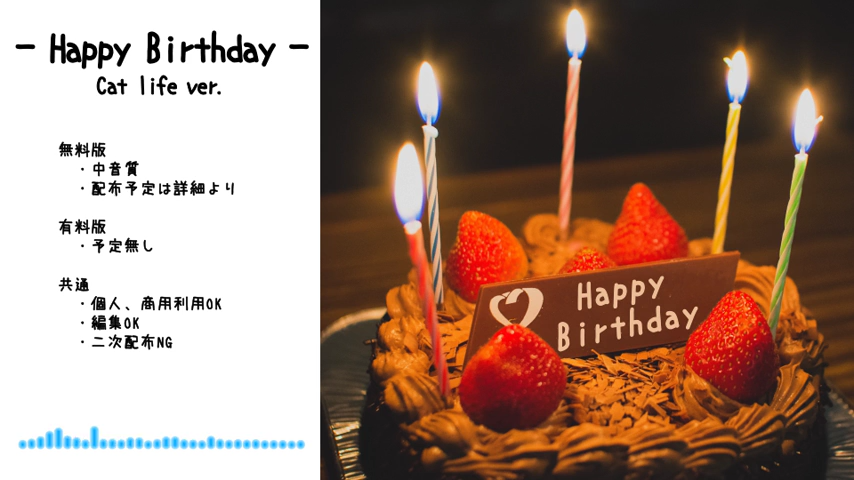 - Happy Birthday -
Cat life ver.
無料版
・中音質
・配布予定は詳細より
有料版
・予定無し
共通
・個人、商用利用OK
・編集OK
・二次配布NG
Happy
Birthday